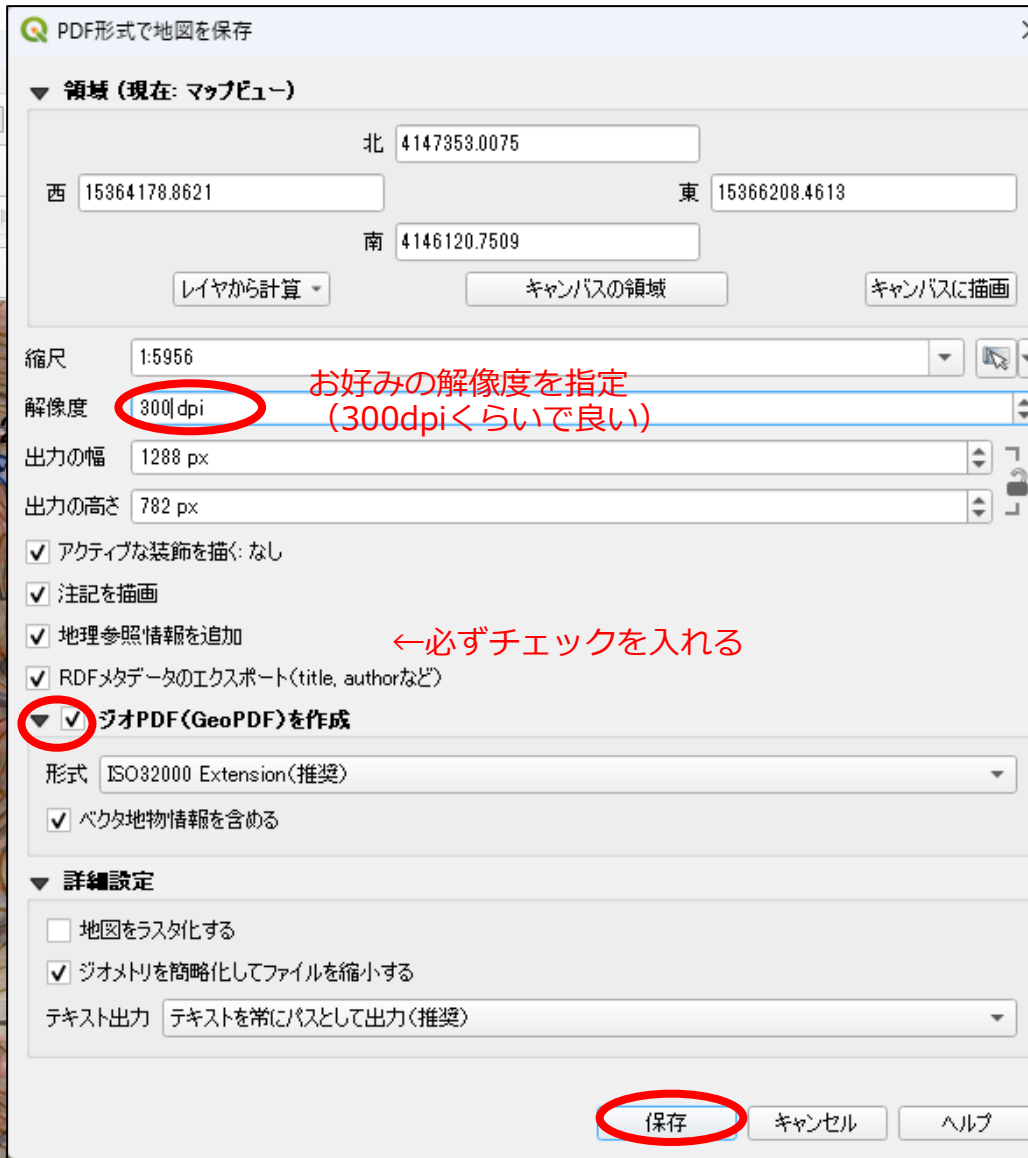 PDF形式で地図を保存
領域 (現在: マップビュー)
北 4147353.0075
西 15364178.8621 東 15366208.4613
南 4146120.7509
レイヤから計算 キャンバスの領域 キャンバスに描画
縮尺 1:5956
お好みの解像度を指定
解像度 300 dpi
（300dpiくらいで良い）
出力の幅 1288 px
出力の高さ 782 px
アクティブな装飾を描く: なし
注記を描画
地理参照情報を追加 ←必ずチェックを入れる
RDFメタデータのエクスポート(title, authorなど)
ジオPDF(GeoPDF)を作成
形式 ISO32000 Extension(推奨)
ベクタ地物情報を含める
詳細設定
地図をラスタ化する
ジオメトリを簡略化してファイルを縮小する
テキスト出力 テキストを常にパスとして出力(推奨)
保存 キャンセル ヘルプ